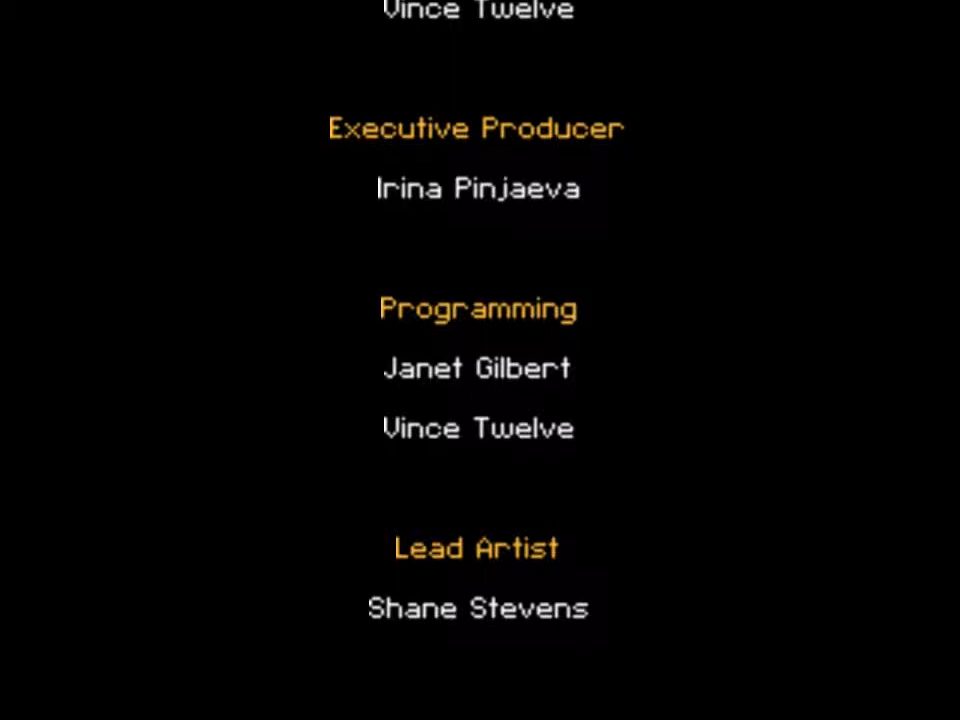 Vince Twelve
Executive Producer
Irina Pinjaeva
Programming
Janet Gilbert
Vince Twelve
Lead Artist
Shane Stevens